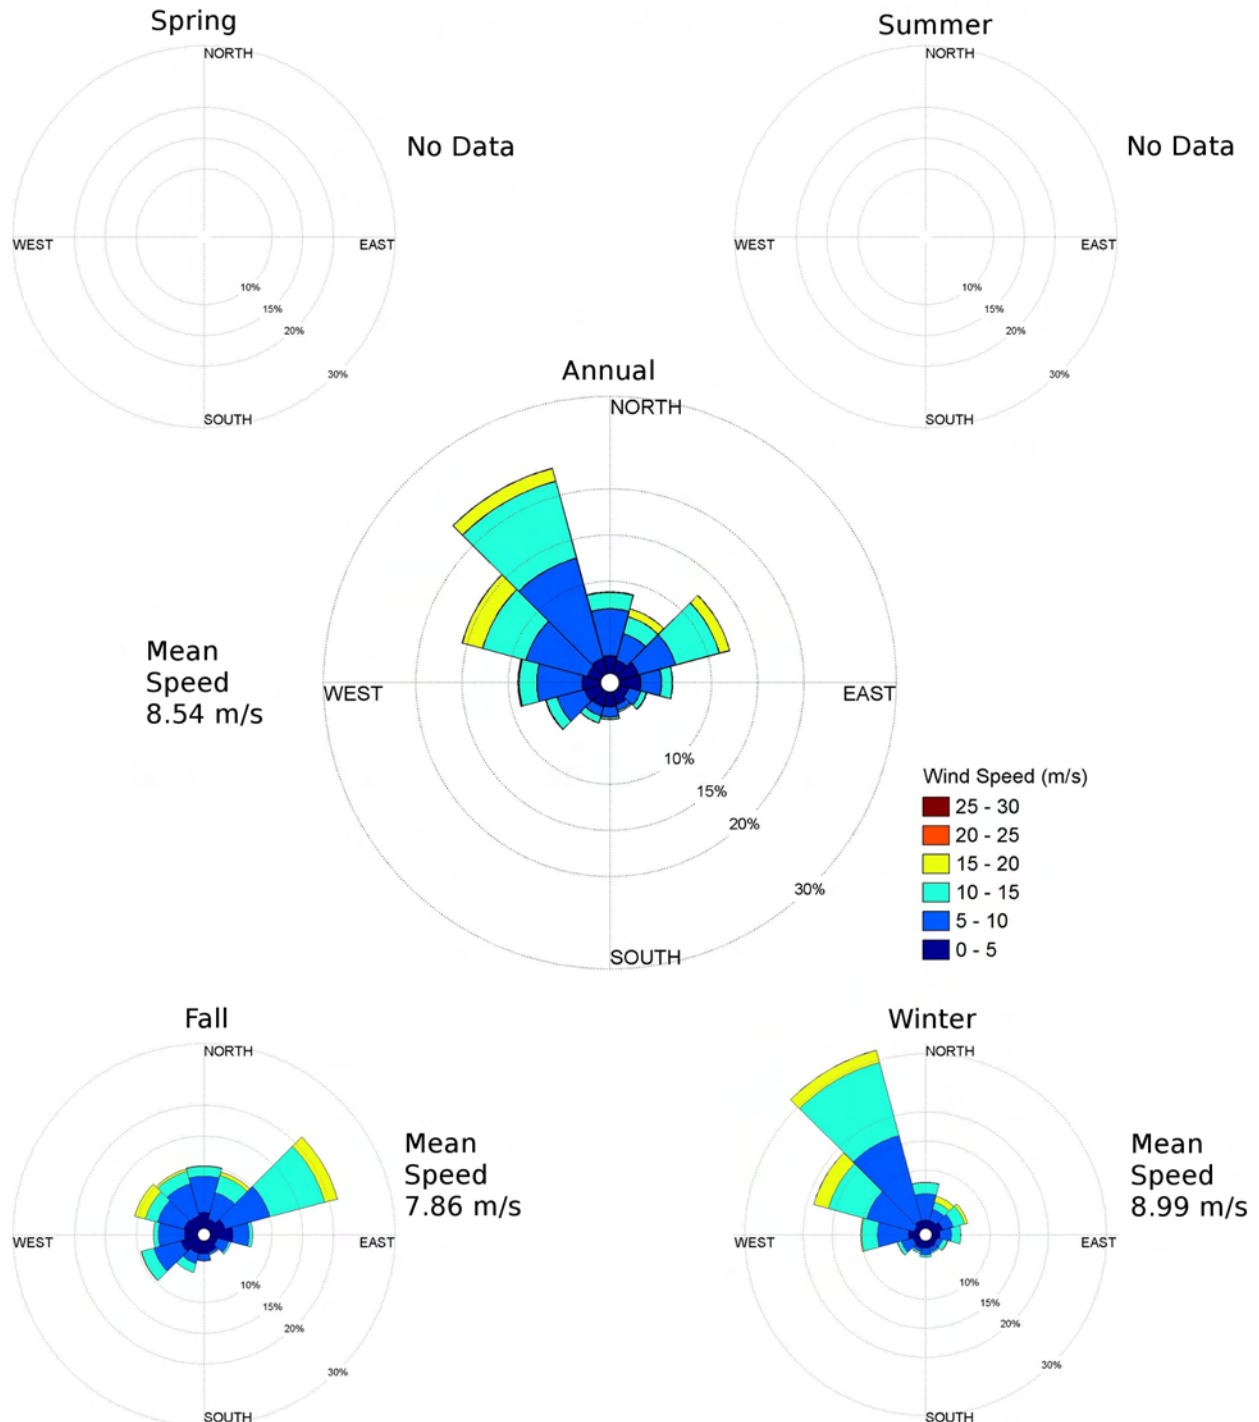 Spring
NORTH
No Data
WEST
EAST
10%
15%
20%
30%
SOUTH
Summer
NORTH
No Data
WEST
EAST
10%
15%
20%
30%
SOUTH
Annual
NORTH
Mean
Speed
8.54 m/s
WEST
EAST
10%
15%
20%
30%
SOUTH
Wind Speed (m/s)
25 - 30
20 - 25
15 - 20
10 - 15
5 - 10
0 - 5
Fall
NORTH
Mean
Speed
7.86 m/s
WEST
EAST
10%
15%
20%
30%
SOUTH
Winter
NORTH
Mean
Speed
8.99 m/s
WEST
EAST
10%
15%
20%
30%
SOUTH